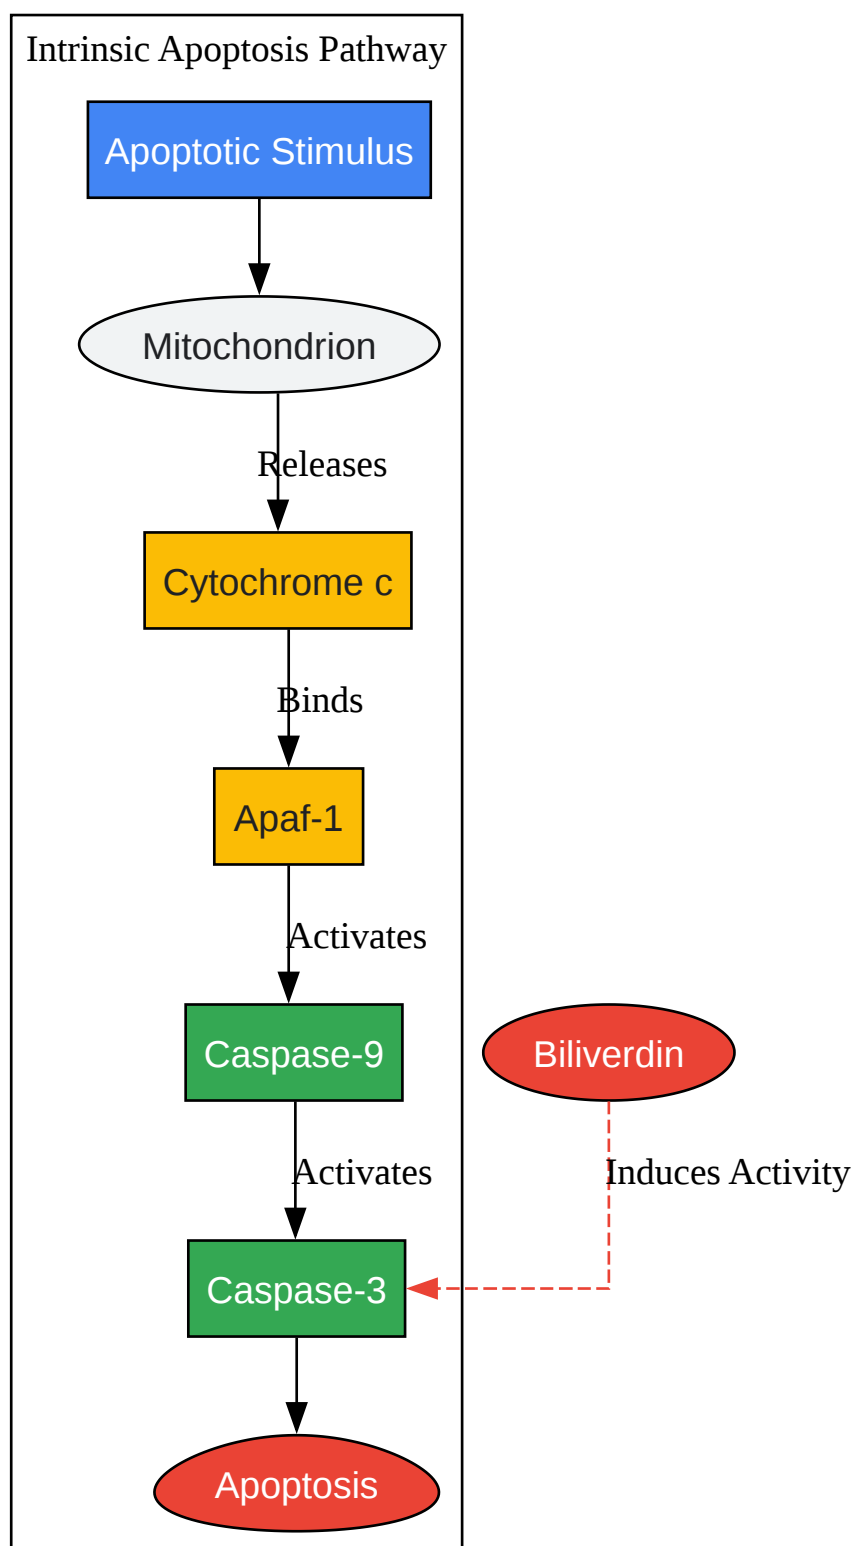 Intrinsic Apoptosis Pathway
Apoptotic Stimulus
Mitochondrion
Releases
Cytochrome c
Binds
Apaf-1
Activates
Caspase-9
Biliverdin
Activates
Induces Activity
Caspase-3
Apoptosis